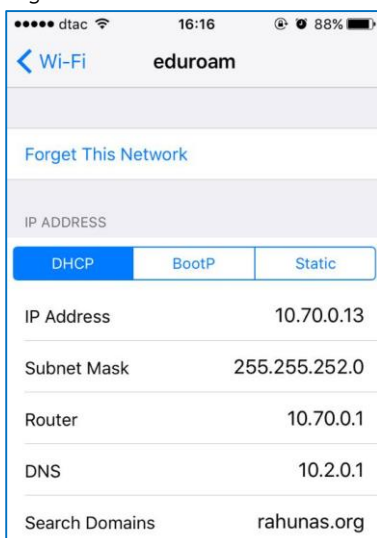 dtac 16:16 88%
Wi-Fi eduroam
Forget This Network
IP ADDRESS
DHCP BootP Static
IP Address 10.70.0.13
Subnet Mask 255.255.252.0
Router 10.70.0.1
DNS 10.2.0.1
Search Domains rahunas.org